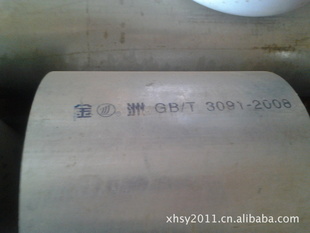 金 洲 GB/T 3091-2008
xhsy2011.cn.alibaba.com